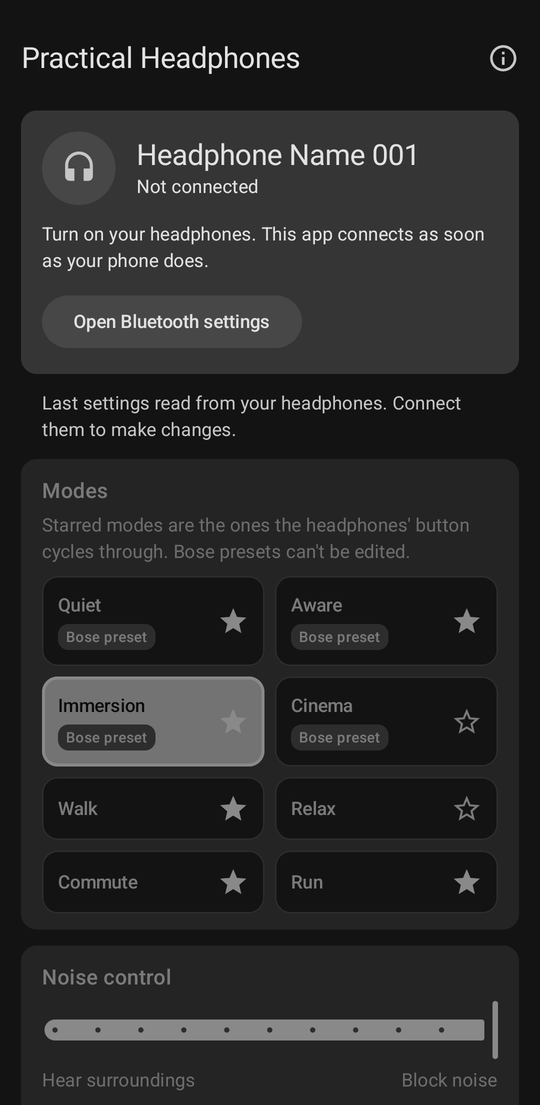 Practical Headphones
Headphone Name 001
Not connected
Turn on your headphones. This app connects as soon
as your phone does.
Open Bluetooth settings
Last settings read from your headphones. Connect
them to make changes.
Modes
Starred modes are the ones the headphones' button
cycles through. Bose presets can't be edited.
Quiet
Bose preset
Aware
Bose preset
Immersion
Bose preset
Cinema
Bose preset
Walk
Relax
Commute
Run
Noise control
Hear surroundings
Block noise